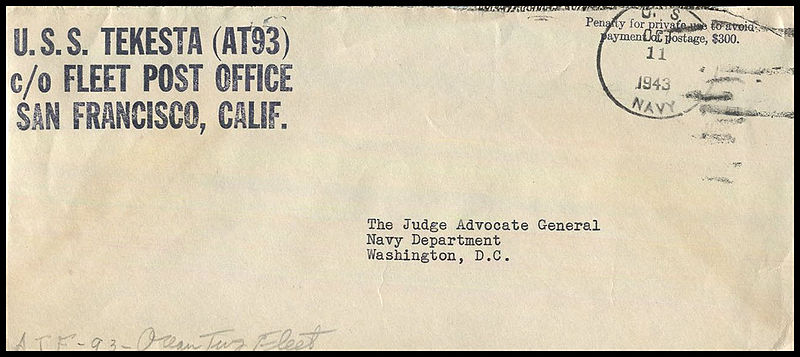 U.S.S. TEKESTA (AT93)
c/o FLEET POST OFFICE
SAN FRANCISCO, CALIF.
Penalty for private use to avoid
payment of postage, $300.
U. S.
OCT
11
1943
NAVY
The Judge Advocate General
Navy Department
Washington, D.C.
ATF-93-Ocean Tug Fleet